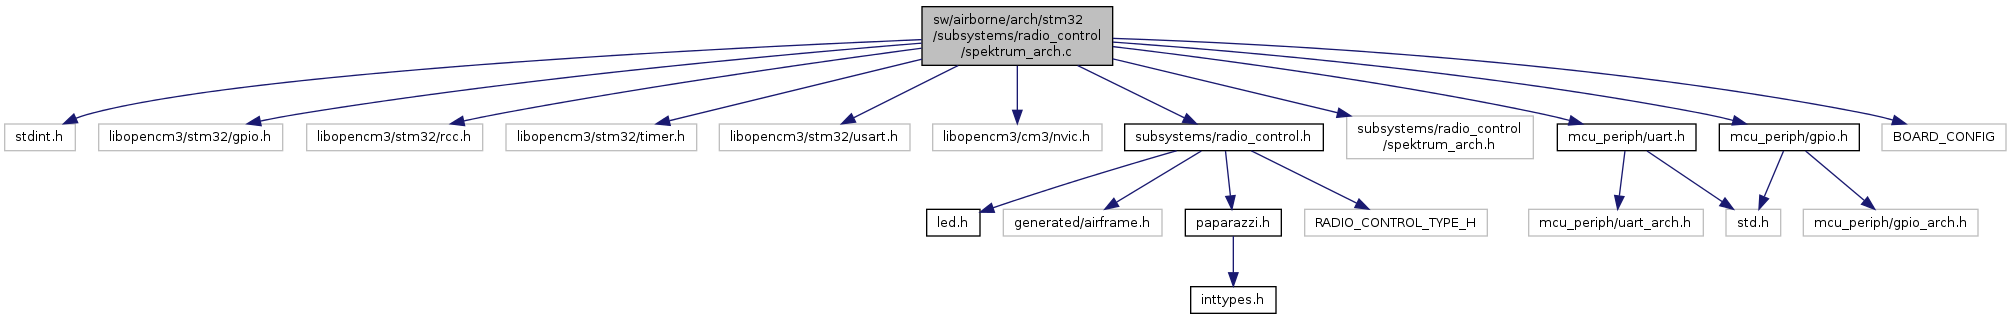 sw/airborne/arch/stm32
/subsystems/radio_control
/spektrum_arch.c
stdint.h
libopencm3/stm32/gpio.h
libopencm3/stm32/rcc.h
libopencm3/stm32/timer.h
libopencm3/stm32/usart.h
libopencm3/cm3/nvic.h
subsystems/radio_control.h
subsystems/radio_control
/spektrum_arch.h
mcu_periph/uart.h
mcu_periph/gpio.h
BOARD_CONFIG
led.h
generated/airframe.h
paparazzi.h
RADIO_CONTROL_TYPE_H
mcu_periph/uart_arch.h
std.h
mcu_periph/gpio_arch.h
inttypes.h